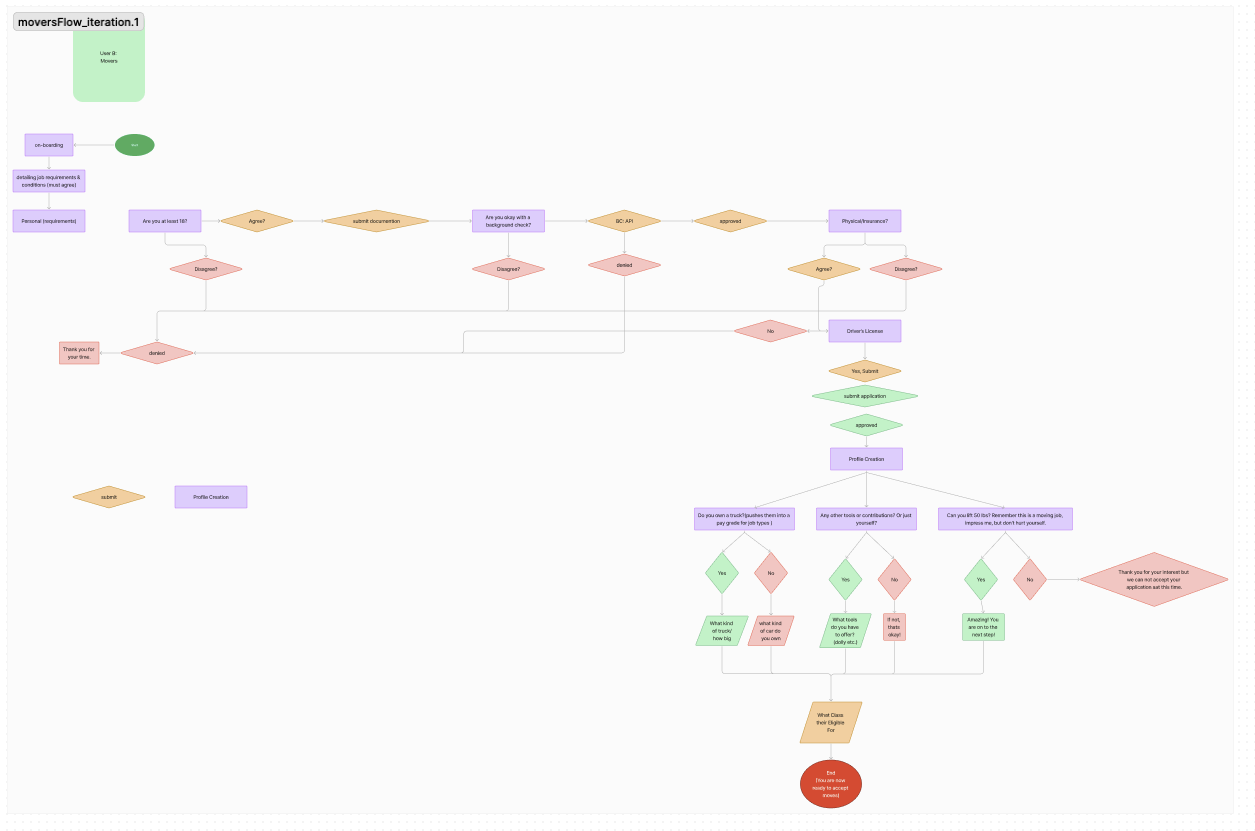 moversFlow_iteration.1
User B:
Movers
on-boarding
detailing job requirements &
conditions (must agree)
Personal (requirements)
Are you at least 18?
Agree?
submit documention
Are you okay with a
background check?
BC! API
approved
Physical/Insurance?
Disagree?
Disagree?
denied
Agree?
Disagree?
No
Driver's License
Thank you for
your time.
denied
Yes, Submit
submit application
approved
Profile Creation
submit
Profile Creation
Do you own a truck?(pushes them into a
pay grade for job types )
Any other tools or contributions? Or just
yourself?
Can you lift 50 lbs? Remember this is a moving job,
impress me, but don't hurt yourself.
Yes
No
Yes
No
Yes
No
Thank you for your interest but
we can not accept your
application aat this time.
What kind
of truck/
how big
what kind
of car do
you own
What tools
do you have
to offer?
(dolly etc.)
If not,
thats
okay!
Amazing! You
are on to the
next step!
What Class
their Eligible
For
End
(You are now
ready to accept
moves)